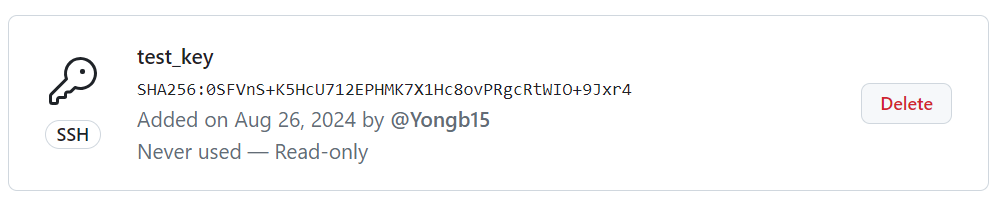 test_key
SHA256:0SFVnS+K5HcU712EPHMK7X1Hc8ovPRgcRtWIO+9Jxr4
Added on Aug 26, 2024 by @Yongb15
Never used — Read-only
SSH
Delete